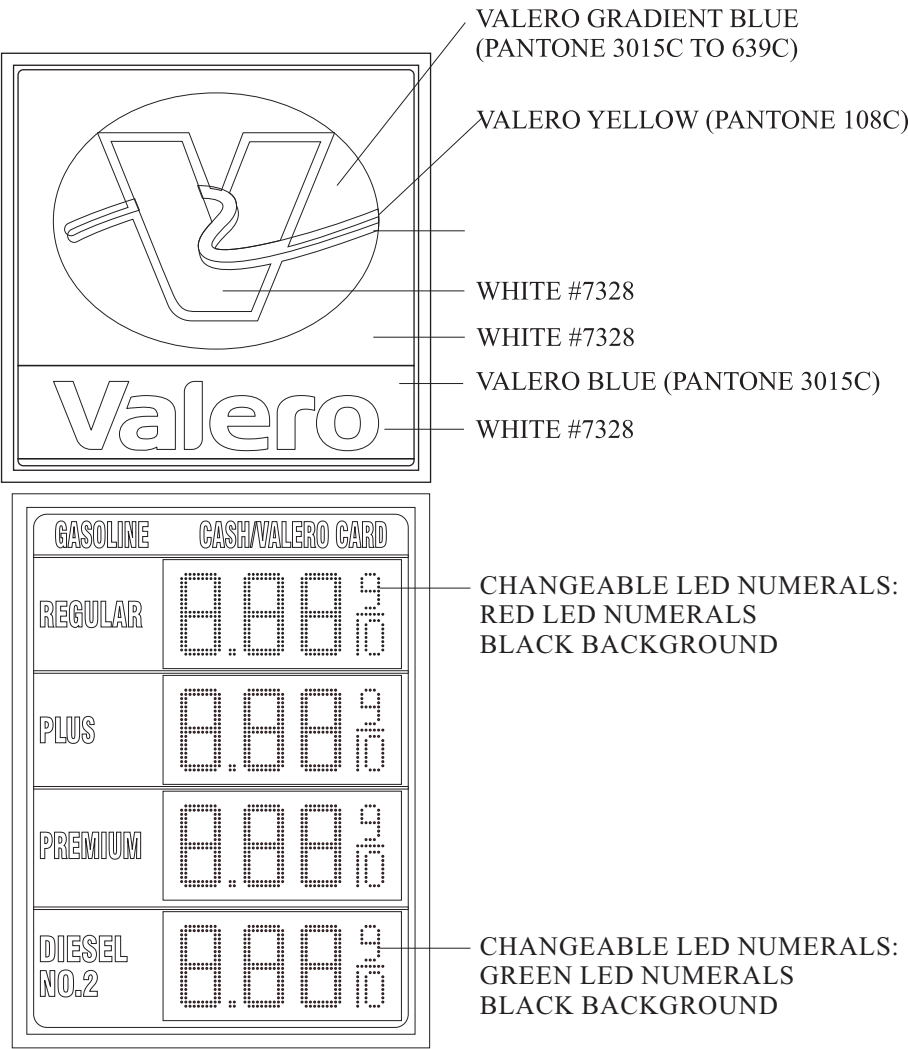 VALERO GRADIENT BLUE
(PANTONE 3015C TO 639C)
VALERO YELLOW (PANTONE 108C)
WHITE #7328
WHITE #7328
VALERO BLUE (PANTONE 3015C)
Valero
WHITE #7328
GASOLINE CASH/VALERO CARD
REGULAR 8.88 9/10
CHANGEABLE LED NUMERALS:
RED LED NUMERALS
BLACK BACKGROUND
PLUS 8.88 9/10
PREMIUM 8.88 9/10
DIESEL
NO.2 8.88 9/10
CHANGEABLE LED NUMERALS:
GREEN LED NUMERALS
BLACK BACKGROUND